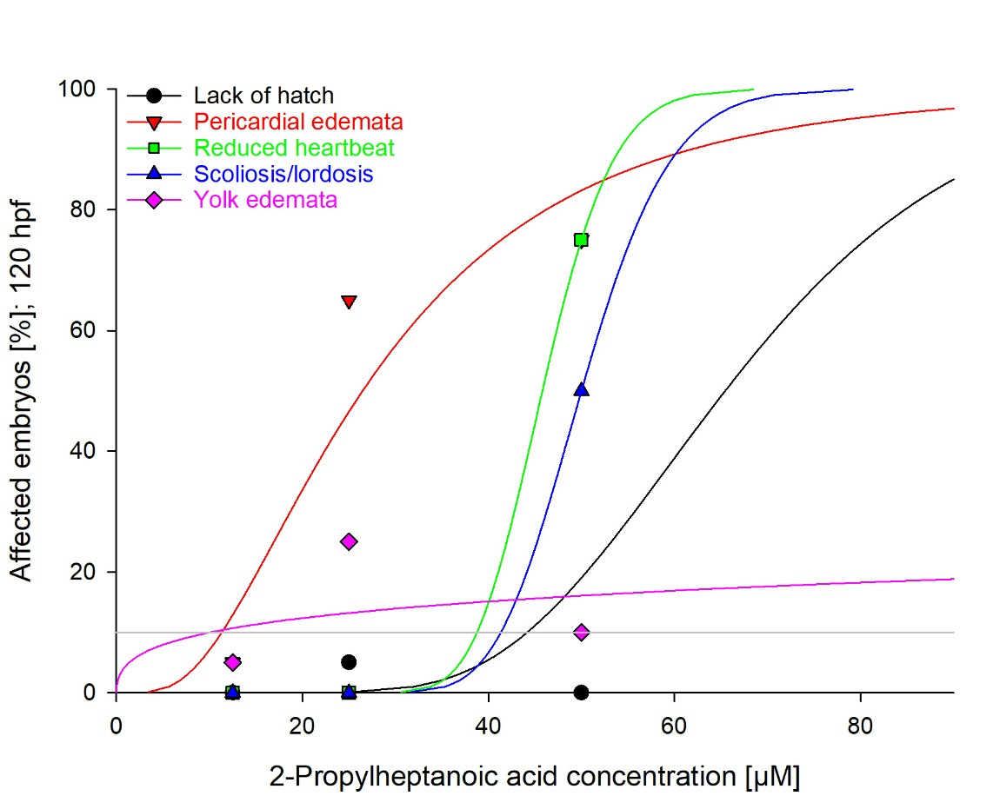 100
80
60
40
20
0
Affected embryos [%]; 120 hpf
Lack of hatch
Pericardial edemata
Reduced heartbeat
Scoliosis/lordosis
Yolk edemata
0 20 40 60 80
2-Propylheptanoic acid concentration [µM]